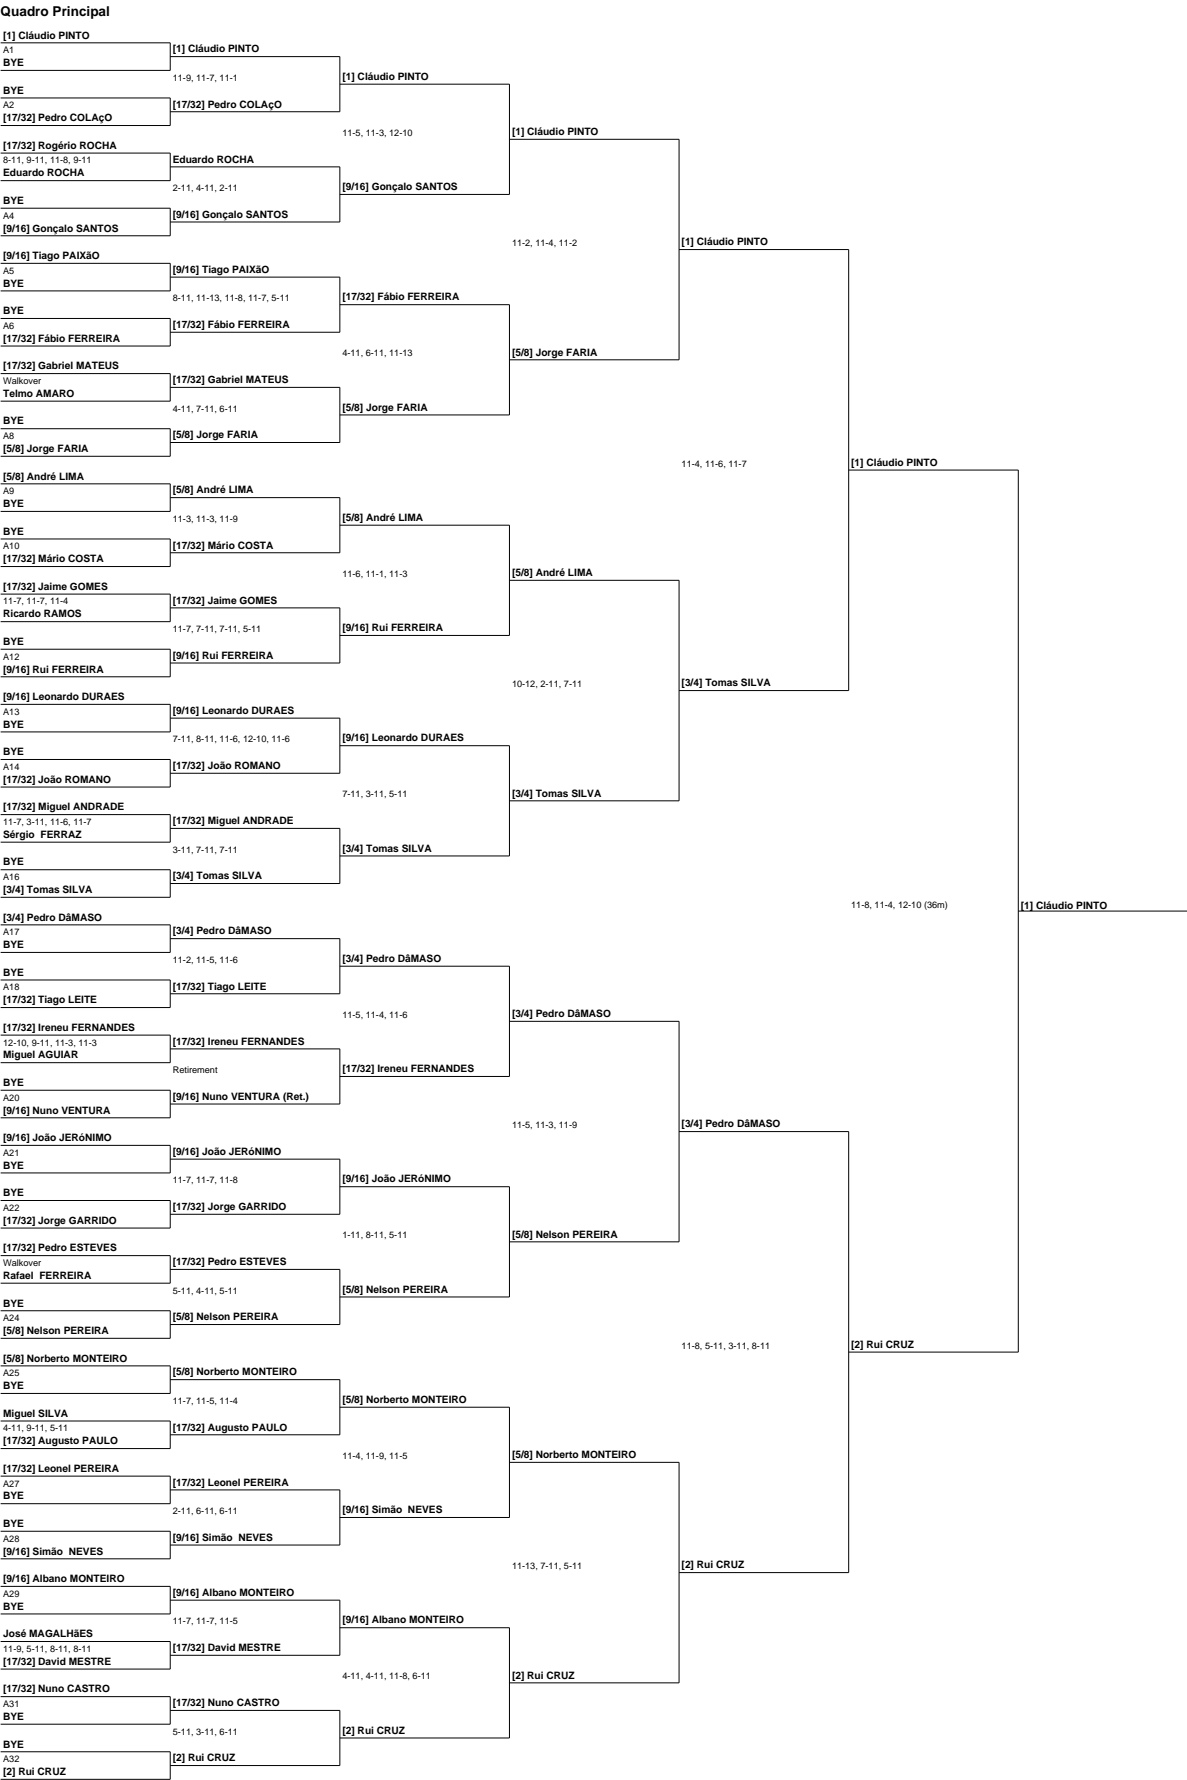 Quadro Principal
[1] Cláudio PINTO
A1
[1] Cláudio PINTO
BYE
11-9, 11-7, 11-1
[1] Cláudio PINTO
BYE
A2
[17/32] Pedro COLAçO
[17/32] Pedro COLAçO
11-5, 11-3, 12-10
[1] Cláudio PINTO
[17/32] Rogério ROCHA
8-11, 9-11, 11-8, 9-11
Eduardo ROCHA
Eduardo ROCHA
2-11, 4-11, 2-11
[9/16] Gonçalo SANTOS
BYE
A4
[9/16] Gonçalo SANTOS
[9/16] Gonçalo SANTOS
11-2, 11-4, 11-2
[1] Cláudio PINTO
[9/16] Tiago PAIXãO
A5
[9/16] Tiago PAIXãO
BYE
8-11, 11-13, 11-8, 11-7, 5-11
[17/32] Fábio FERREIRA
BYE
A6
[17/32] Fábio FERREIRA
[17/32] Fábio FERREIRA
4-11, 6-11, 11-13
[5/8] Jorge FARIA
[17/32] Gabriel MATEUS
Walkover
[17/32] Gabriel MATEUS
Telmo AMARO
4-11, 7-11, 6-11
[5/8] Jorge FARIA
BYE
A8
[5/8] Jorge FARIA
[5/8] Jorge FARIA
11-4, 11-6, 11-7
[1] Cláudio PINTO
[5/8] André LIMA
A9
[5/8] André LIMA
BYE
11-3, 11-3, 11-9
[5/8] André LIMA
BYE
A10
[17/32] Mário COSTA
[17/32] Mário COSTA
11-6, 11-1, 11-3
[5/8] André LIMA
[17/32] Jaime GOMES
11-7, 11-7, 11-4
[17/32] Jaime GOMES
Ricardo RAMOS
11-7, 7-11, 7-11, 5-11
[9/16] Rui FERREIRA
BYE
A12
[9/16] Rui FERREIRA
[9/16] Rui FERREIRA
10-12, 2-11, 7-11
[3/4] Tomas SILVA
[9/16] Leonardo DURAES
A13
[9/16] Leonardo DURAES
BYE
7-11, 8-11, 11-6, 12-10, 11-6
[9/16] Leonardo DURAES
BYE
A14
[17/32] João ROMANO
[17/32] João ROMANO
7-11, 3-11, 5-11
[3/4] Tomas SILVA
[17/32] Miguel ANDRADE
11-7, 3-11, 11-6, 11-7
[17/32] Miguel ANDRADE
Sérgio  FERRAZ
3-11, 7-11, 7-11
[3/4] Tomas SILVA
BYE
A16
[3/4] Tomas SILVA
[3/4] Tomas SILVA
11-8, 11-4, 12-10 (36m)
[1] Cláudio PINTO
[3/4] Pedro DâMASO
A17
[3/4] Pedro DâMASO
BYE
11-2, 11-5, 11-6
[3/4] Pedro DâMASO
BYE
A18
[17/32] Tiago LEITE
[17/32] Tiago LEITE
11-5, 11-4, 11-6
[3/4] Pedro DâMASO
[17/32] Ireneu FERNANDES
12-10, 9-11, 11-3, 11-3
[17/32] Ireneu FERNANDES
Miguel AGUIAR
Retirement
[17/32] Ireneu FERNANDES
BYE
A20
[9/16] Nuno VENTURA (Ret.)
[9/16] Nuno VENTURA
11-5, 11-3, 11-9
[3/4] Pedro DâMASO
[9/16] João JERóNIMO
A21
[9/16] João JERóNIMO
BYE
11-7, 11-7, 11-8
[9/16] João JERóNIMO
BYE
A22
[17/32] Jorge GARRIDO
[17/32] Jorge GARRIDO
1-11, 8-11, 5-11
[5/8] Nelson PEREIRA
[17/32] Pedro ESTEVES
Walkover
[17/32] Pedro ESTEVES
Rafael  FERREIRA
5-11, 4-11, 5-11
[5/8] Nelson PEREIRA
BYE
A24
[5/8] Nelson PEREIRA
[5/8] Nelson PEREIRA
11-8, 5-11, 3-11, 8-11
[2] Rui CRUZ
[5/8] Norberto MONTEIRO
A25
[5/8] Norberto MONTEIRO
BYE
11-7, 11-5, 11-4
[5/8] Norberto MONTEIRO
Miguel SILVA
4-11, 9-11, 5-11
[17/32] Augusto PAULO
[17/32] Augusto PAULO
11-4, 11-9, 11-5
[5/8] Norberto MONTEIRO
[17/32] Leonel PEREIRA
A27
[17/32] Leonel PEREIRA
BYE
2-11, 6-11, 6-11
[9/16] Simão  NEVES
BYE
A28
[9/16] Simão  NEVES
[9/16] Simão  NEVES
11-13, 7-11, 5-11
[2] Rui CRUZ
[9/16] Albano MONTEIRO
A29
[9/16] Albano MONTEIRO
BYE
11-7, 11-7, 11-5
[9/16] Albano MONTEIRO
José MAGALHãES
11-9, 5-11, 8-11, 8-11
[17/32] David MESTRE
[17/32] David MESTRE
4-11, 4-11, 11-8, 6-11
[2] Rui CRUZ
[17/32] Nuno CASTRO
A31
[17/32] Nuno CASTRO
BYE
5-11, 3-11, 6-11
[2] Rui CRUZ
BYE
A32
[2] Rui CRUZ
[2] Rui CRUZ